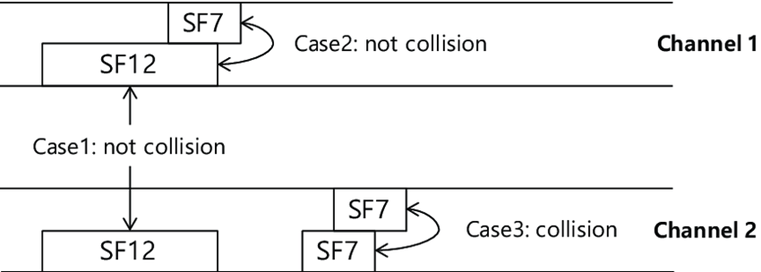 SF7
SF12
Case2: not collision
Channel 1
Case1: not collision
SF7
SF12
SF7
Case3: collision
Channel 2